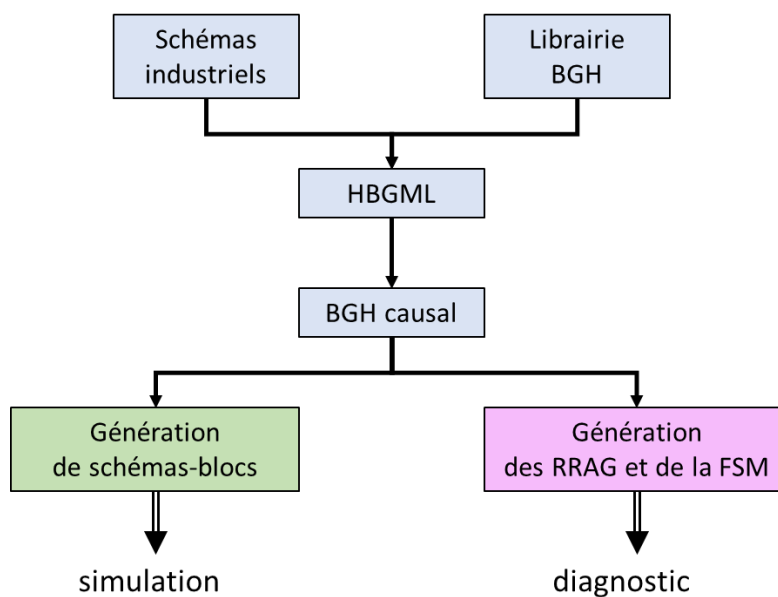 Schémas
industriels
Librairie
BGH
HBGML
BGH causal
Génération
de schémas-blocs
Génération
des RRAG et de la FSM
simulation
diagnostic